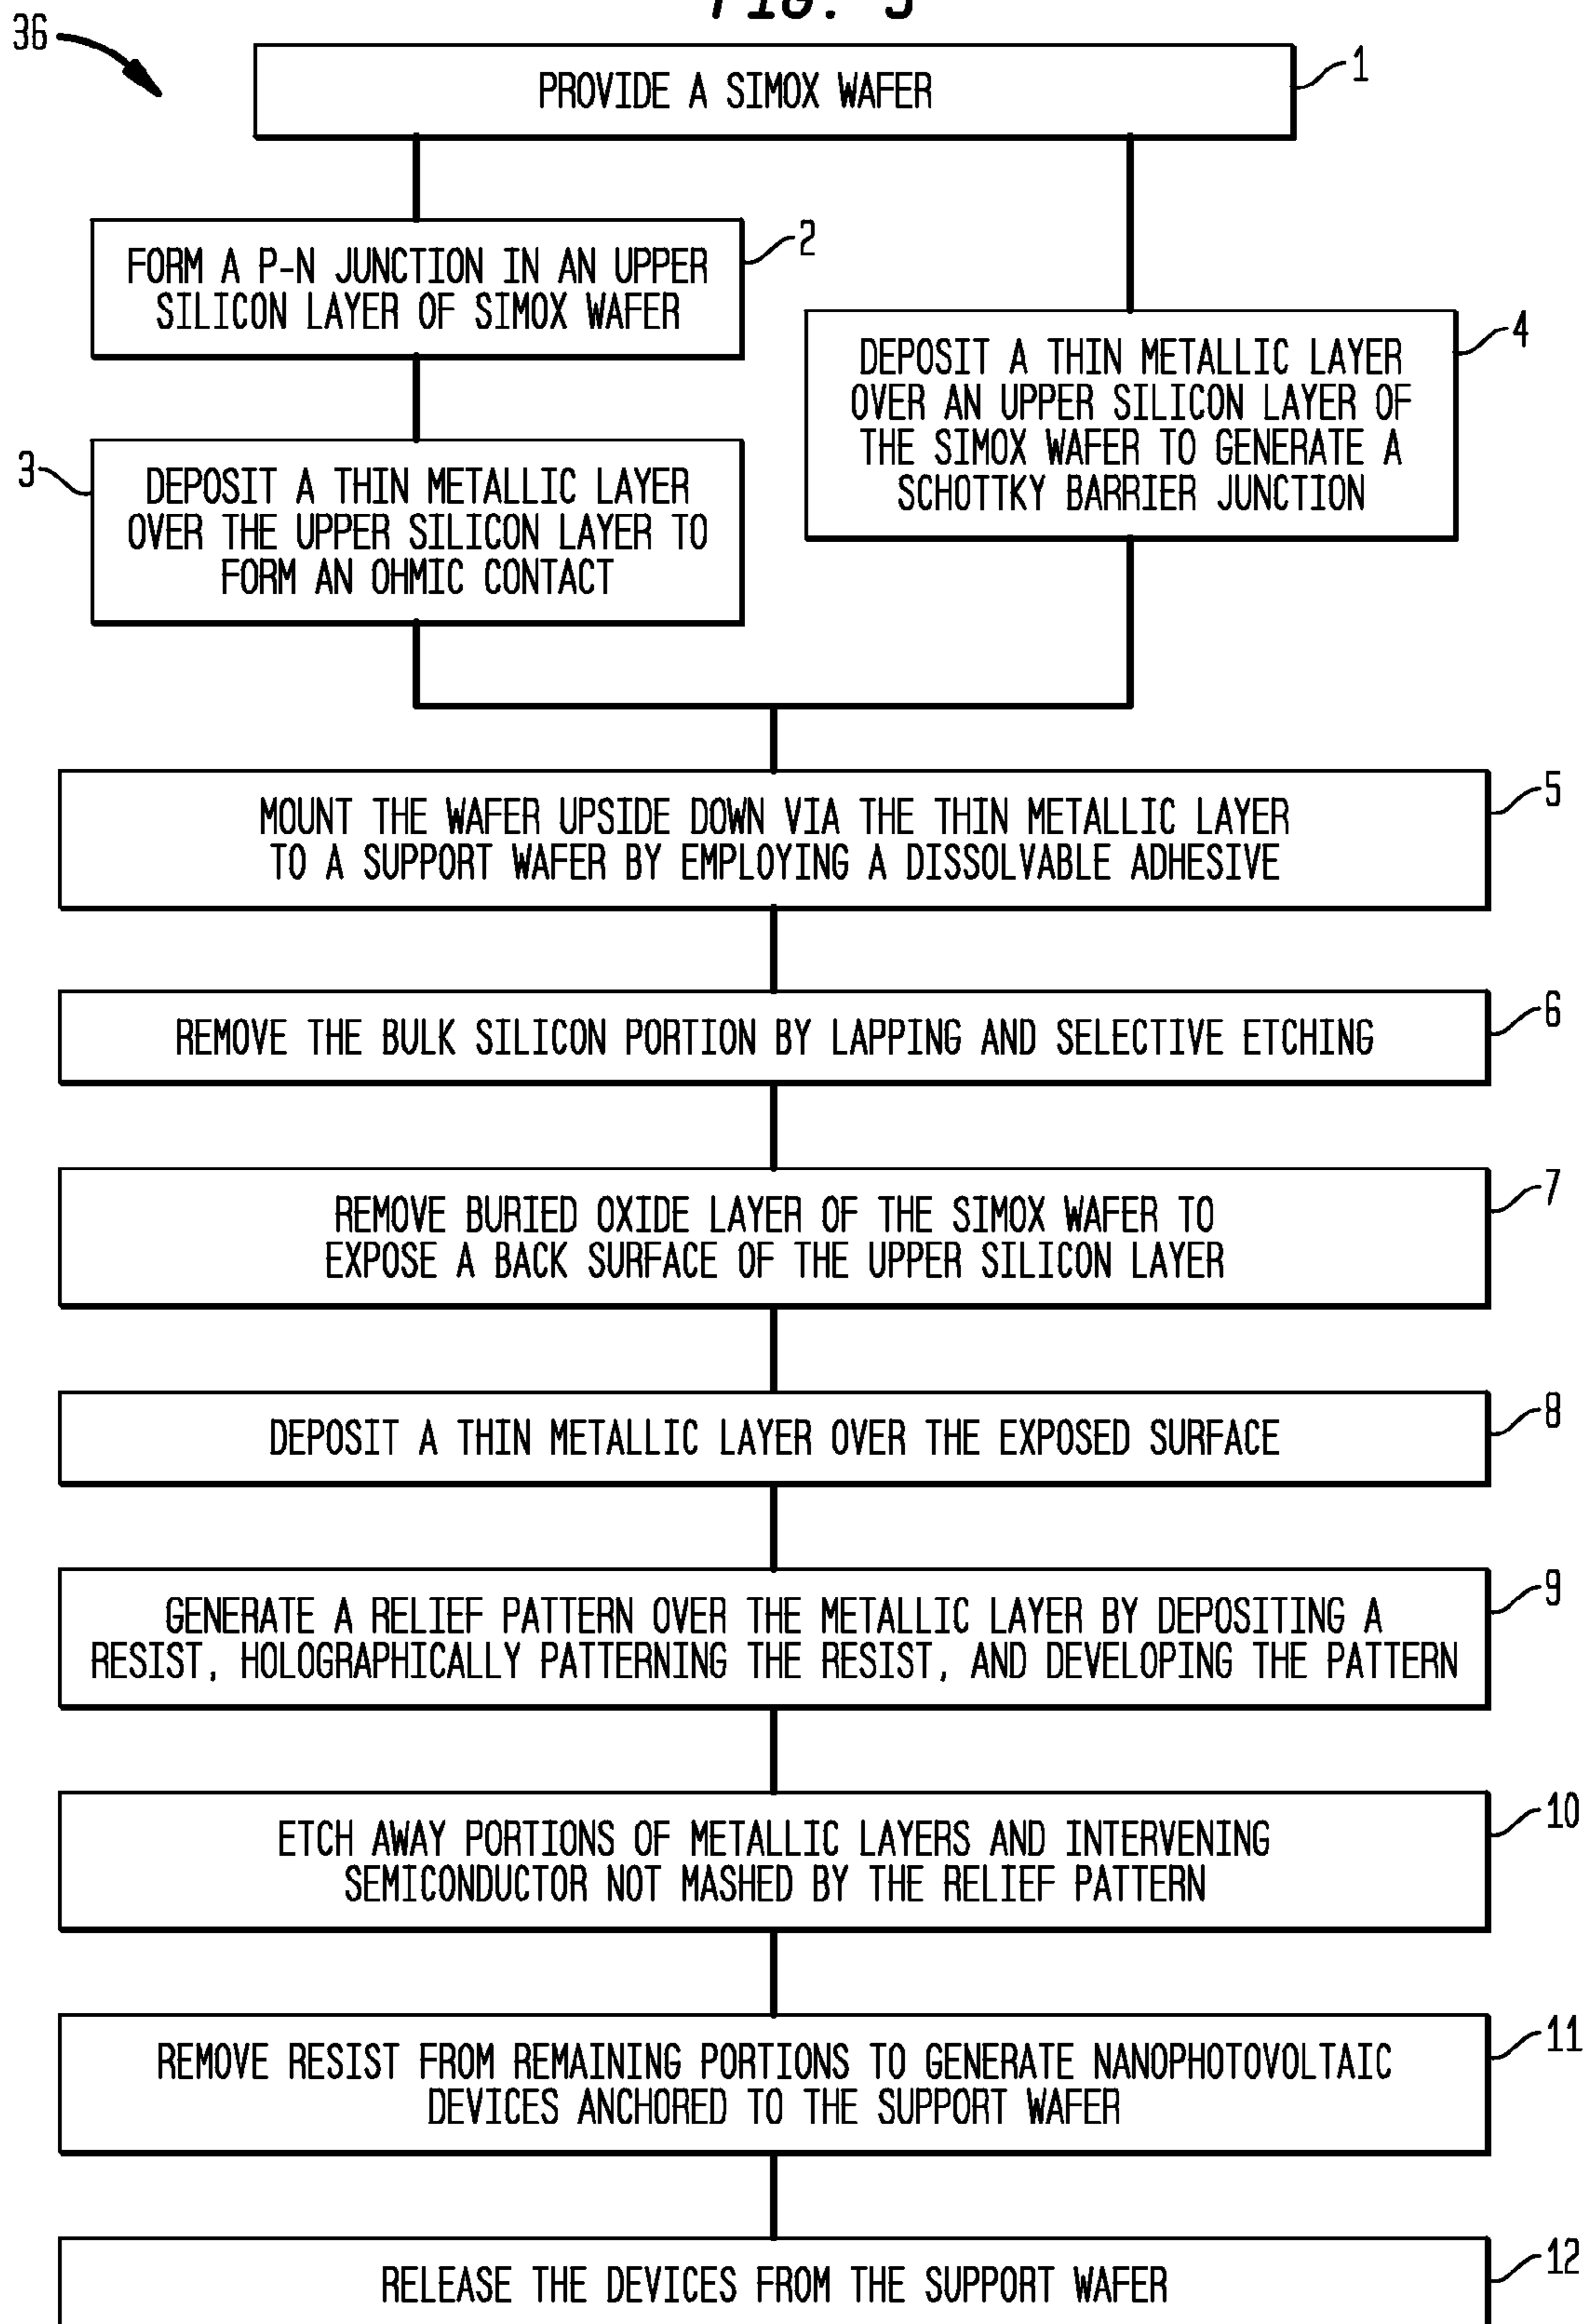 36
PROVIDE A SIMOX WAFER
1
FORM A P-N JUNCTION IN AN UPPER
SILICON LAYER OF SIMOX WAFER
2
3
DEPOSIT A THIN METALLIC LAYER
OVER THE UPPER SILICON LAYER TO
FORM AN OHMIC CONTACT
DEPOSIT A THIN METALLIC LAYER
OVER AN UPPER SILICON LAYER OF
THE SIMOX WAFER TO GENERATE A
SCHOTTKY BARRIER JUNCTION
4
MOUNT THE WAFER UPSIDE DOWN VIA THE THIN METALLIC LAYER
TO A SUPPORT WAFER BY EMPLOYING A DISSOLVABLE ADHESIVE
5
REMOVE THE BULK SILICON PORTION BY LAPPING AND SELECTIVE ETCHING
6
REMOVE BURIED OXIDE LAYER OF THE SIMOX WAFER TO
EXPOSE A BACK SURFACE OF THE UPPER SILICON LAYER
7
DEPOSIT A THIN METALLIC LAYER OVER THE EXPOSED SURFACE
8
GENERATE A RELIEF PATTERN OVER THE METALLIC LAYER BY DEPOSITING A
RESIST, HOLOGRAPHICALLY PATTERNING THE RESIST, AND DEVELOPING THE PATTERN
9
ETCH AWAY PORTIONS OF METALLIC LAYERS AND INTERVENING
SEMICONDUCTOR NOT MASHED BY THE RELIEF PATTERN
10
REMOVE RESIST FROM REMAINING PORTIONS TO GENERATE NANOPHOTOVOLTAIC
DEVICES ANCHORED TO THE SUPPORT WAFER
11
RELEASE THE DEVICES FROM THE SUPPORT WAFER
12